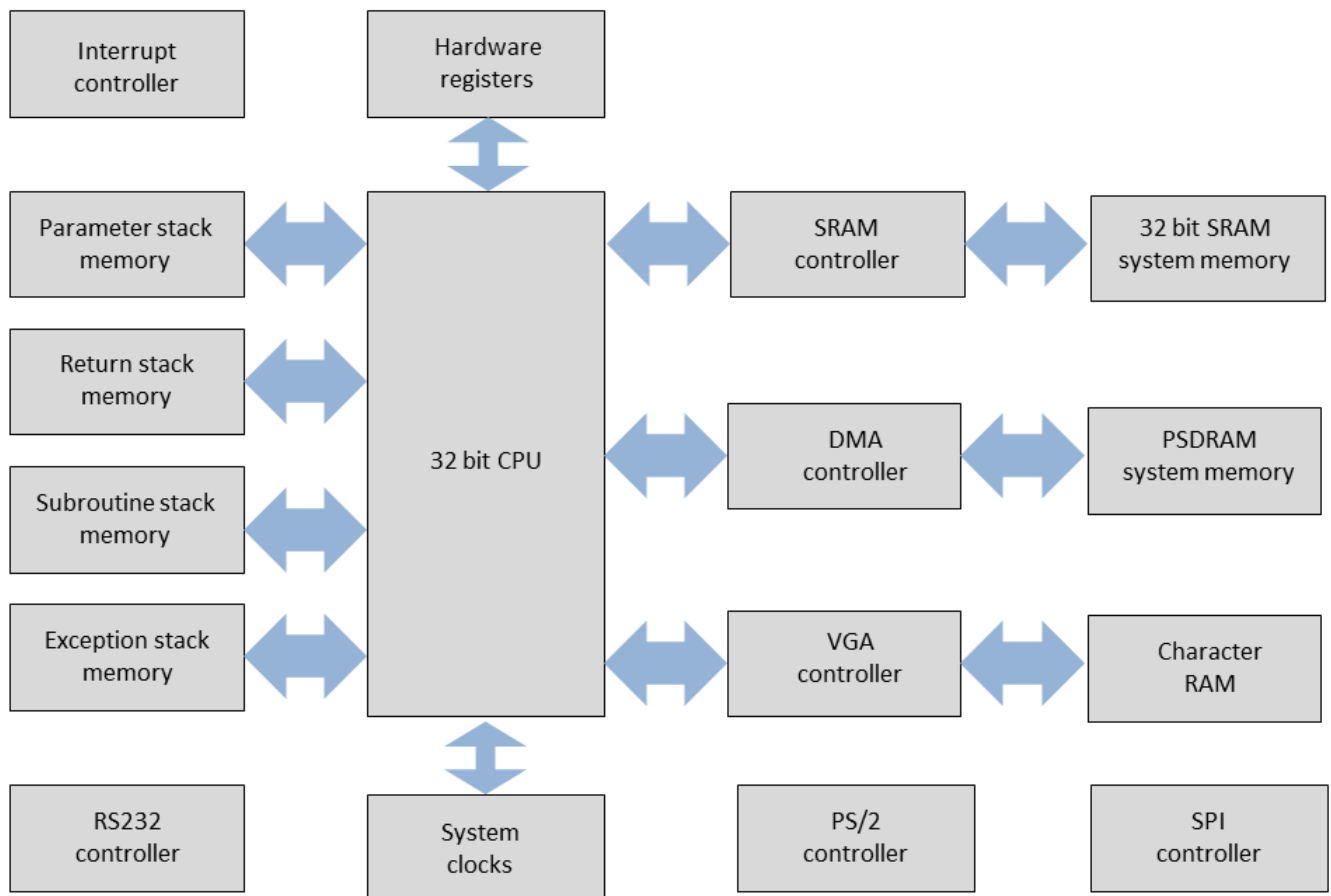 Interrupt
controller
Hardware
registers
Parameter stack
memory
SRAM
controller
32 bit SRAM
system memory
Return stack
memory
32 bit CPU
DMA
controller
PSDRAM
system memory
Subroutine stack
memory
Exception stack
memory
VGA
controller
Character
RAM
RS232
controller
System
clocks
PS/2
controller
SPI
controller